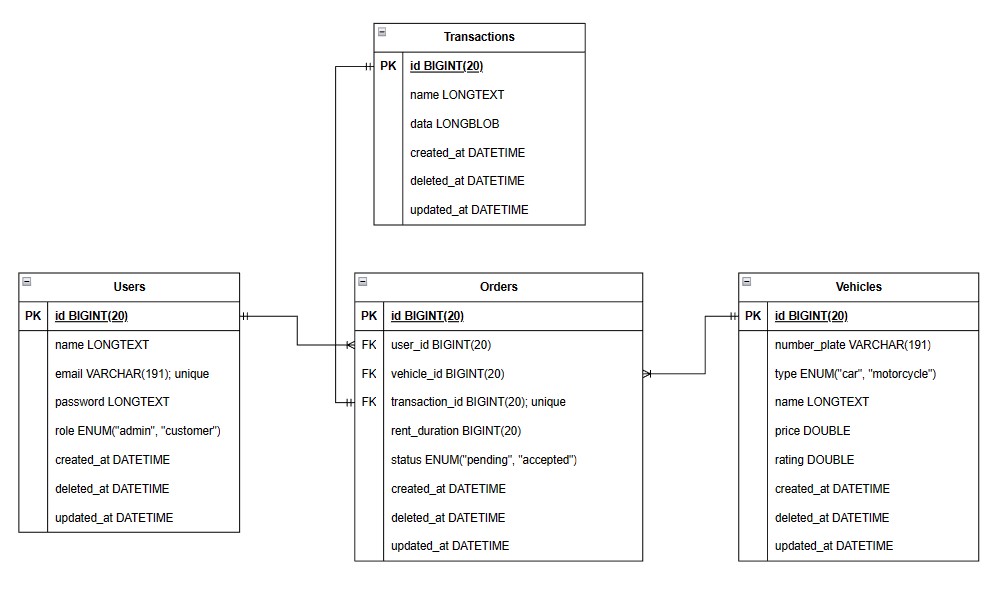 Transactions
PK id BIGINT(20)
name LONGTEXT
data LONGBLOB
created_at DATETIME
deleted_at DATETIME
updated_at DATETIME
Users
PK id BIGINT(20)
name LONGTEXT
email VARCHAR(191); unique
password LONGTEXT
role ENUM("admin", "customer")
created_at DATETIME
deleted_at DATETIME
updated_at DATETIME
Orders
PK id BIGINT(20)
FK user_id BIGINT(20)
FK vehicle_id BIGINT(20)
FK transaction_id BIGINT(20); unique
rent_duration BIGINT(20)
status ENUM("pending", "accepted")
created_at DATETIME
deleted_at DATETIME
updated_at DATETIME
Vehicles
PK id BIGINT(20)
number_plate VARCHAR(191)
type ENUM("car", "motorcycle")
name LONGTEXT
price DOUBLE
rating DOUBLE
created_at DATETIME
deleted_at DATETIME
updated_at DATETIME